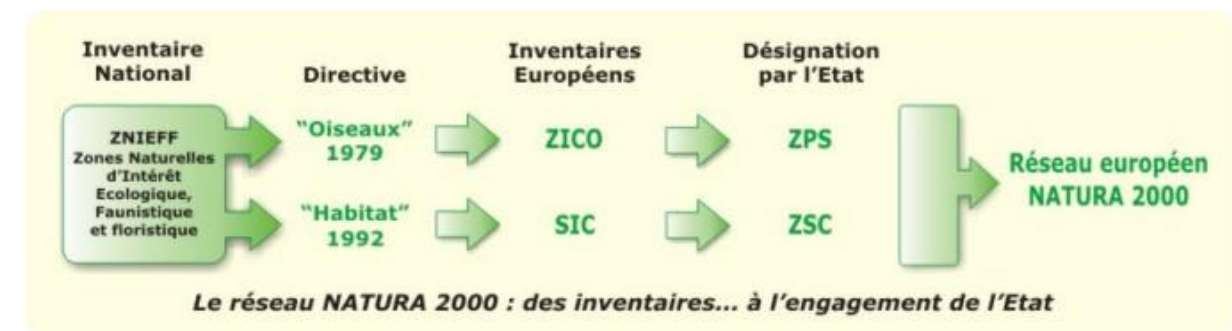 Inventaire
National
Directive
Inventaires
Européens
Désignation
par l'Etat
ZNIEFF
Zones Naturelles
d'Intérêt
Ecologique,
Faunistique
et floristique
"Oiseaux"
1979
ZICO
ZPS
"Habitat"
1992
SIC
ZSC
Réseau européen
NATURA 2000
Le réseau NATURA 2000 : des inventaires... à l'engagement de l'Etat